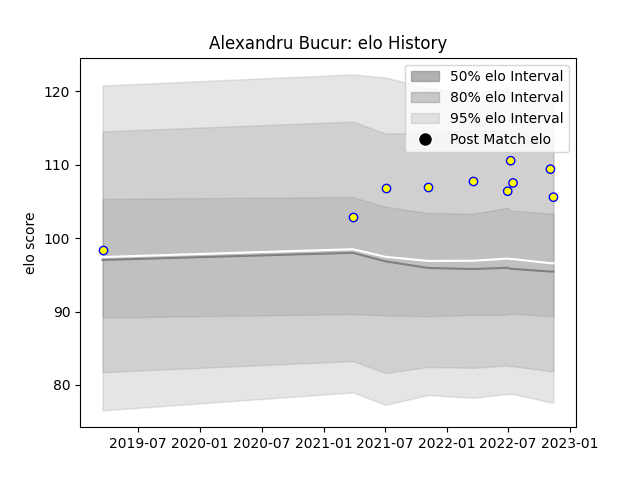 Alexandru Bucur: elo History
50% elo Interval
80% elo Interval
95% elo Interval
Post Match elo
elo score
120
110
100
90
80
2019-07 2020-01 2020-07 2021-01 2021-07 2022-01 2022-07 2023-01